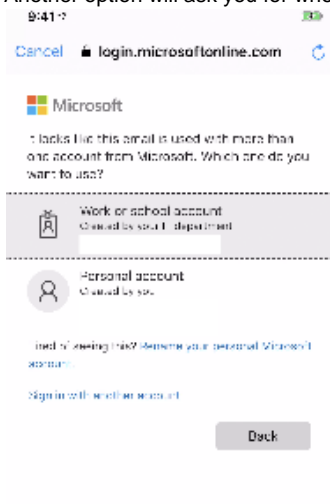 Another option will ask you for whe
9:41
Cancel login.microsoftonline.com
Microsoft
It looks like this email is used with more than
one account from Microsoft. Which one do you
want to use?
Work or school account
Created by your IT department
Personal account
Created by you
Tired of seeing this? Rename your personal Microsoft
account.
Sign in with another account
Back